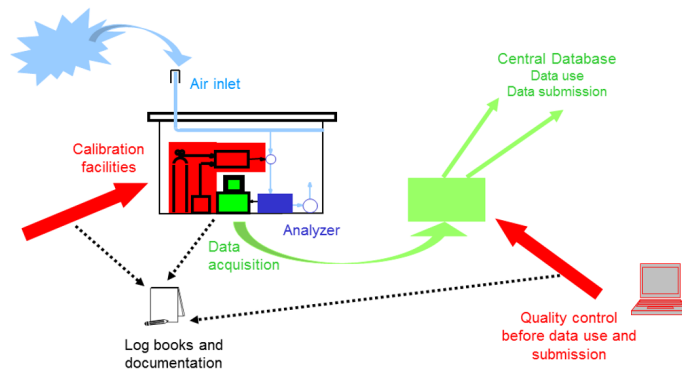 Central Database
Data use
Data submission
Air inlet
Calibration
facilities
Analyzer
Data
acquisition
Quality control
before data use and
submission
Log books and
documentation